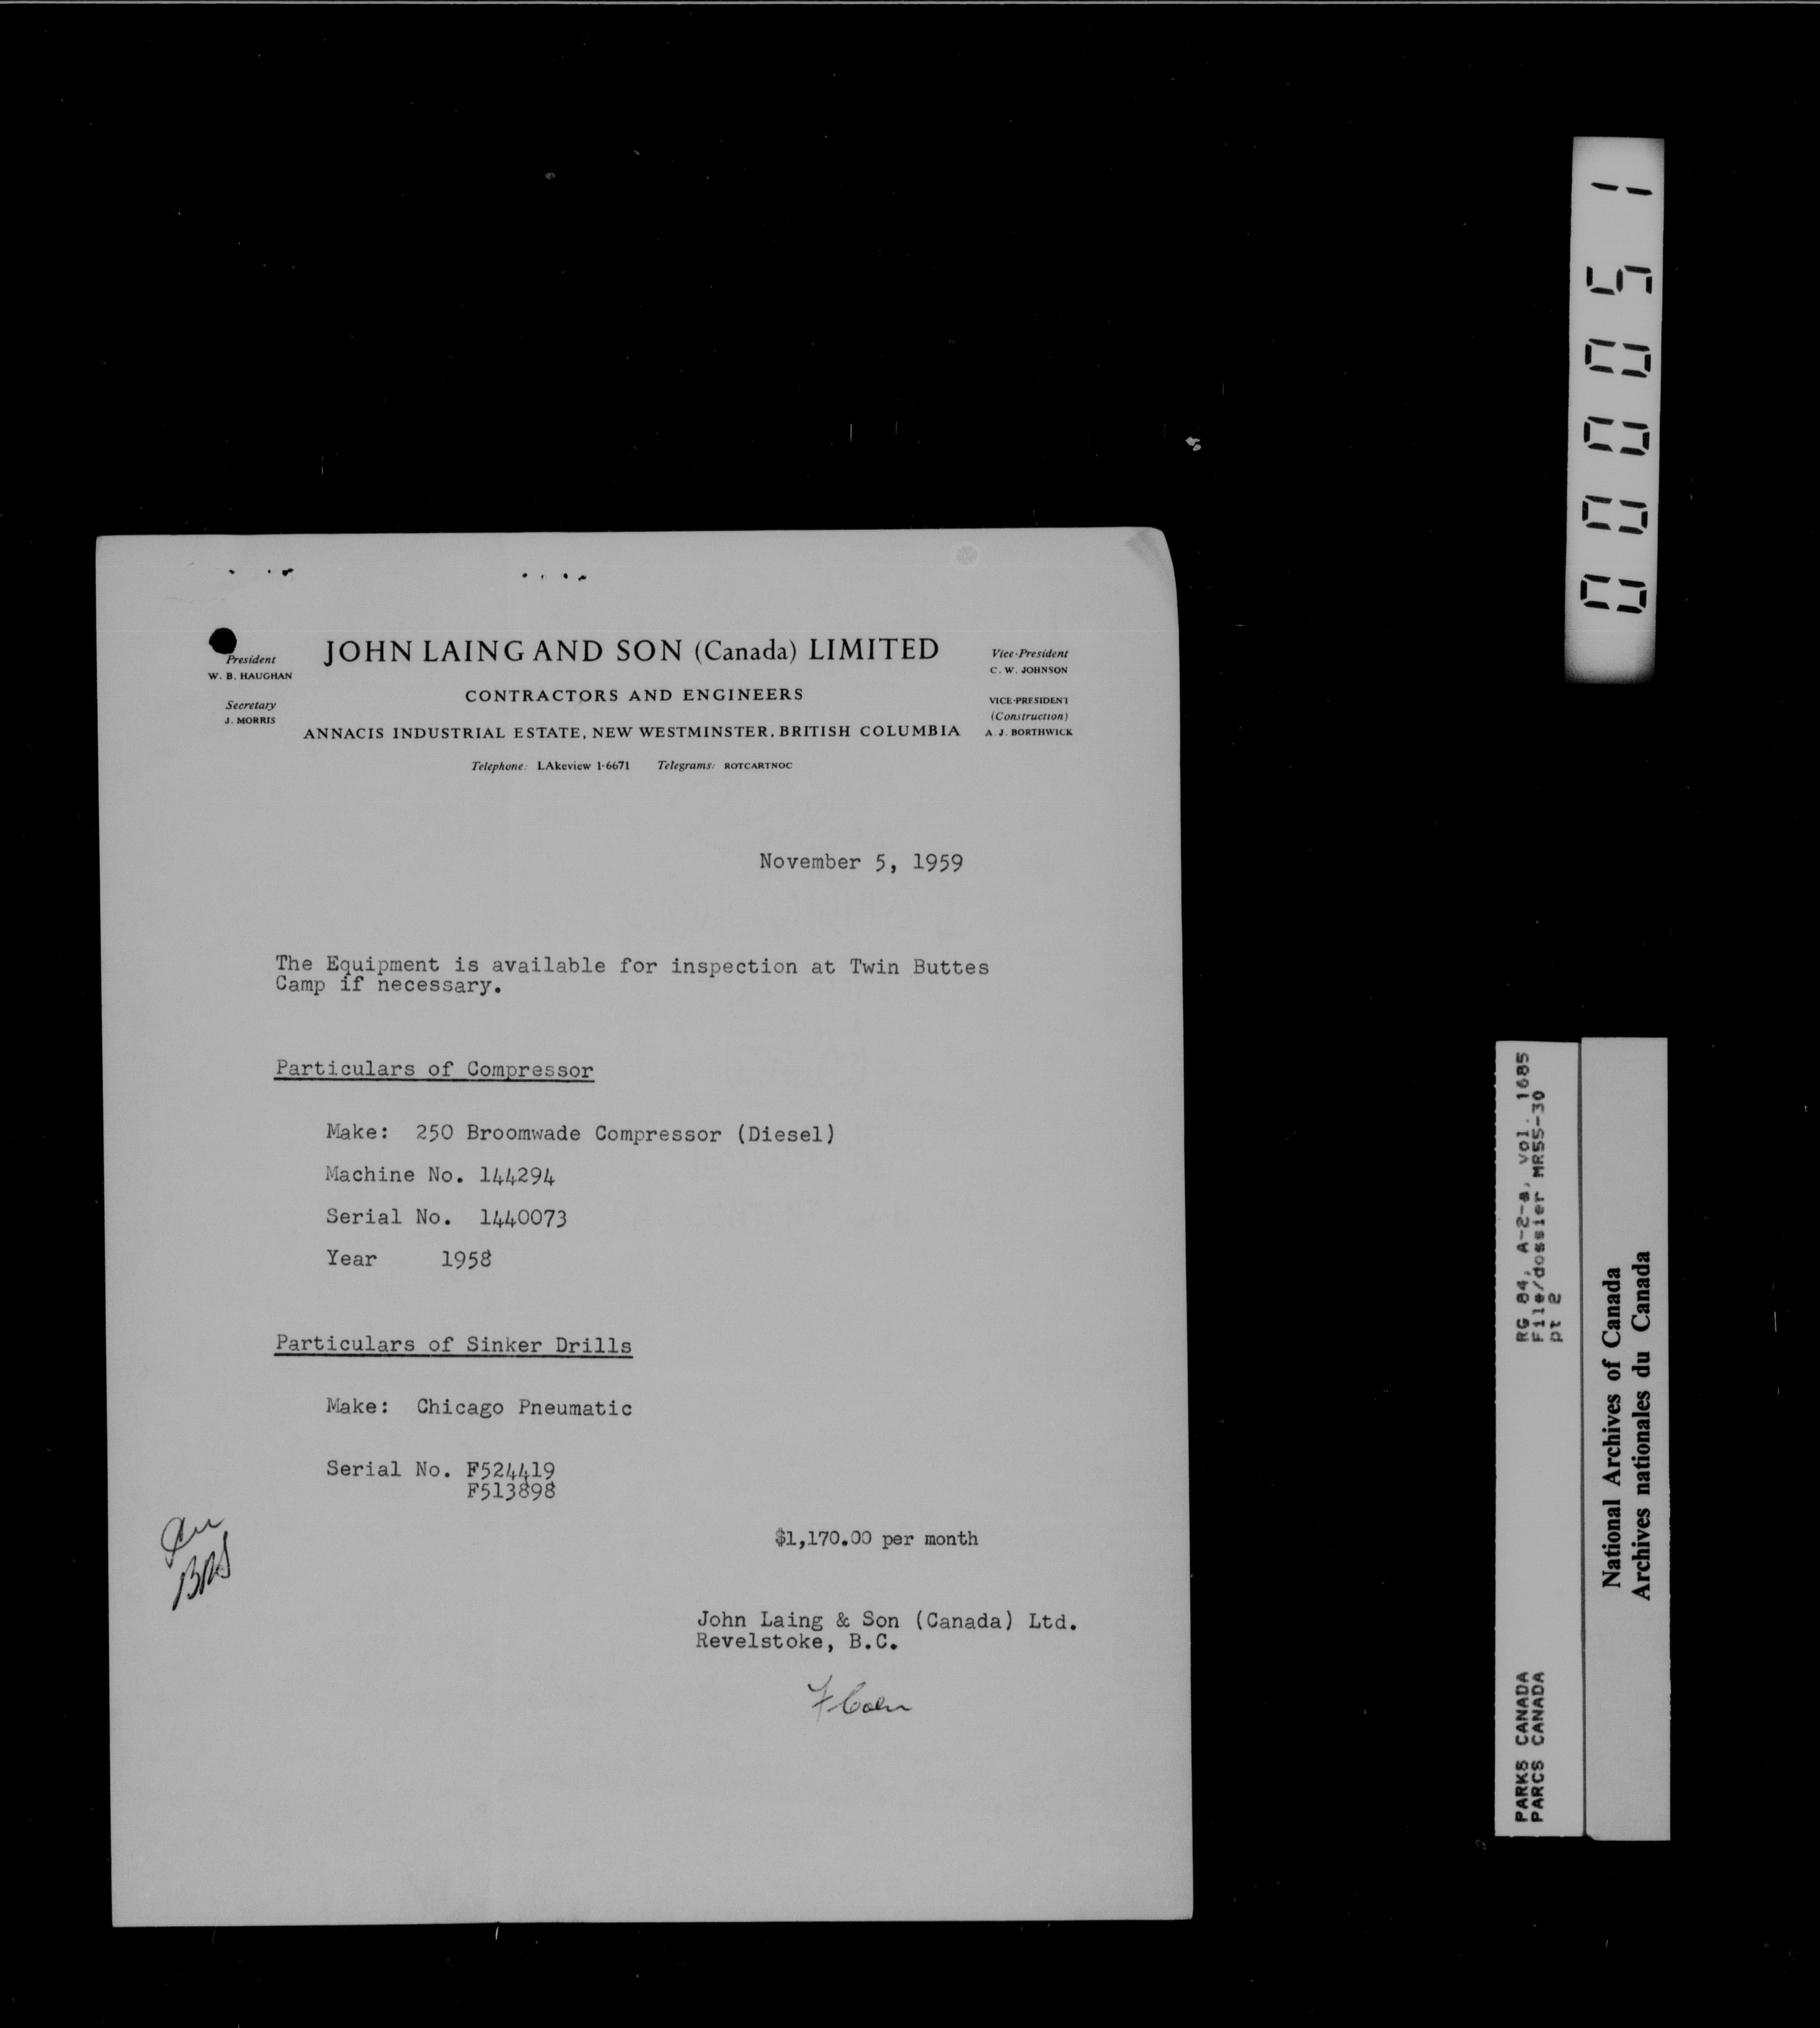 JOHN LAING AND SON (Canada) LIMITED
CONTRACTORS AND ENGINEERS
ANNACIS INDUSTRIAL ESTATE, NEW WESTMINSTER, BRITISH COLUMBIA
Telephone: LAkeview 1-6671 Telegrams: ROTCARTNOC
President
W. B. HAUGHAN
Secretary
J. MORRIS
Vice-President
C. W. JOHNSON
VICE-PRESIDENT
(Construction)
A. J. BORTHWICK
November 5, 1959
The Equipment is available for inspection at Twin Buttes
Camp if necessary.
Particulars of Compressor
Make: 250 Broomwade Compressor (Diesel)
Machine No. 144294
Serial No. 1440073
Year 1958
Particulars of Sinker Drills
Make: Chicago Pneumatic
Serial No. F524419
F513898
$1,170.00 per month
John Laing & Son (Canada) Ltd.
Revelstoke, B.C.
000051
PARKS CANADA
PARCS CANADA
RG 84, A-2-a, Vol. 1685
File/dossier MR55-30
pt 2
National Archives of Canada
Archives nationales du Canada